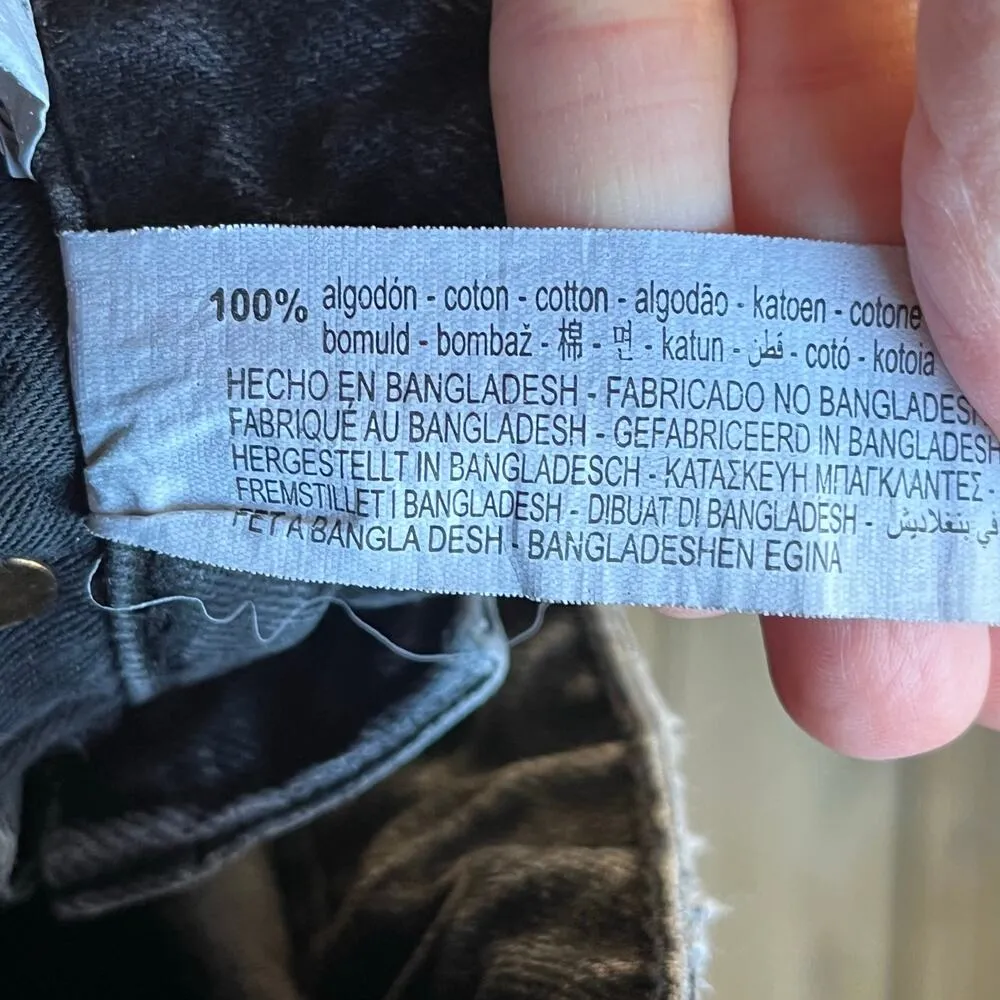 100% algodón - coton - cotton - algodão - katoen - cotone
bomuld - bombaž - 棉 - 면 - katun - قطن - cotó - kotoia
HECHO EN BANGLADESH - FABRICADO NO BANGLADESH
FABRIQUÉ AU BANGLADESH - GEFABRICEERD IN BANGLADESH
HERGESTELLT IN BANGLADESCH - ΚΑΤΑΣΚΕΥΗ ΜΠΑΓΚΛΑΝΤΕΣ -
FREMSTILLET I BANGLADESH - DIBUAT DI BANGLADESH - في بنغلاديش
FET A BANGLA DESH - BANGLADESHEN EGINA